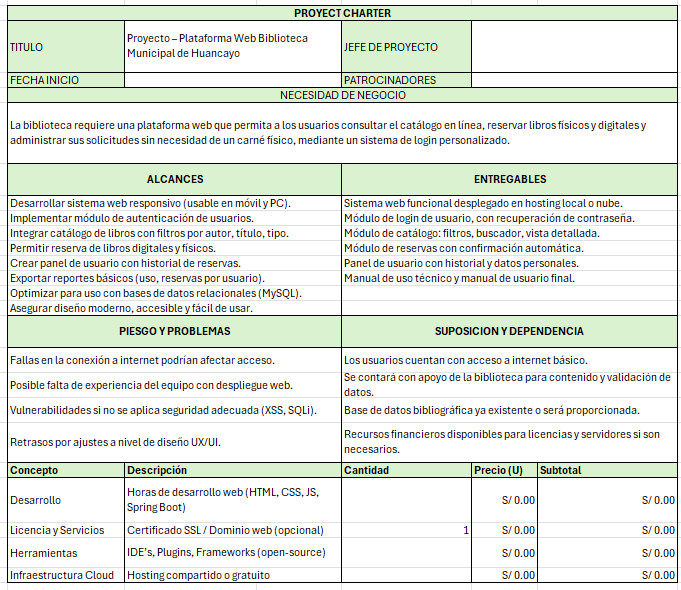 PROYECT CHARTER
TITULO
Proyecto – Plataforma Web Biblioteca
Municipal de Huancayo
JEFE DE PROYECTO
FECHA INICIO
PATROCINADORES
NECESIDAD DE NEGOCIO
La biblioteca requiere una plataforma web que permita a los usuarios consultar el catálogo en línea, reservar libros físicos y digitales y
administrar sus solicitudes sin necesidad de un carné físico, mediante un sistema de login personalizado.
ALCANCES
ENTREGABLES
Desarrollar sistema web responsivo (usable en móvil y PC).
Sistema web funcional desplegado en hosting local o nube.
Implementar módulo de autenticación de usuarios.
Módulo de login de usuario, con recuperación de contraseña.
Integrar catálogo de libros con filtros por autor, título, tipo.
Módulo de catálogo: filtros, buscador, vista detallada.
Permitir reserva de libros digitales y físicos.
Módulo de reservas con confirmación automática.
Crear panel de usuario con historial de reservas.
Panel de usuario con historial y datos personales.
Exportar reportes básicos (uso, reservas por usuario).
Manual de uso técnico y manual de usuario final.
Optimizar para uso con bases de datos relacionales (MySQL).
Asegurar diseño moderno, accesible y fácil de usar.
PIESGO Y PROBLEMAS
SUPOSICION Y DEPENDENCIA
Fallas en la conexión a internet podrían afectar acceso.
Los usuarios cuentan con acceso a internet básico.
Posible falta de experiencia del equipo con despliegue web.
Se contará con apoyo de la biblioteca para contenido y validación de
datos.
Vulnerabilidades si no se aplica seguridad adecuada (XSS, SQLi).
Base de datos bibliográfica ya existente o será proporcionada.
Retrasos por ajustes a nivel de diseño UX/UI.
Recursos financieros disponibles para licencias y servidores si son
necesarios.
Concepto Descripción Cantidad Precio (U) Subtotal
Desarrollo
Horas de desarrollo web (HTML, CSS, JS,
Spring Boot)
S/ 0.00 S/ 0.00
Licencia y Servicios Certificado SSL / Dominio web (opcional) 1 S/ 0.00 S/ 0.00
Herramientas IDE's, Plugins, Frameworks (open-source) S/ 0.00 S/ 0.00
Infraestructura Cloud Hosting compartido o gratuito S/ 0.00 S/ 0.00